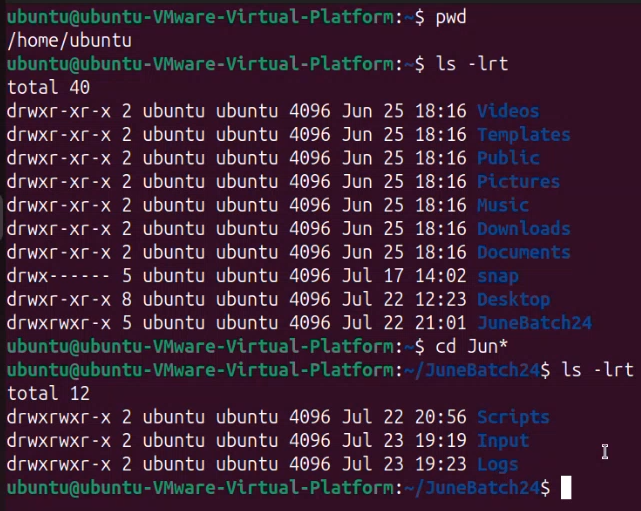 ubuntu@ubuntu-VMware-Virtual-Platform:~$ pwd
/home/ubuntu
ubuntu@ubuntu-VMware-Virtual-Platform:~$ ls -lrt
total 40
drwxr-xr-x 2 ubuntu ubuntu 4096 Jun 25 18:16 Videos
drwxr-xr-x 2 ubuntu ubuntu 4096 Jun 25 18:16 Templates
drwxr-xr-x 2 ubuntu ubuntu 4096 Jun 25 18:16 Public
drwxr-xr-x 2 ubuntu ubuntu 4096 Jun 25 18:16 Pictures
drwxr-xr-x 2 ubuntu ubuntu 4096 Jun 25 18:16 Music
drwxr-xr-x 2 ubuntu ubuntu 4096 Jun 25 18:16 Downloads
drwxr-xr-x 2 ubuntu ubuntu 4096 Jun 25 18:16 Documents
drwx------ 5 ubuntu ubuntu 4096 Jul 17 14:02 snap
drwxr-xr-x 8 ubuntu ubuntu 4096 Jul 22 12:23 Desktop
drwxrwxr-x 5 ubuntu ubuntu 4096 Jul 22 21:01 JuneBatch24
ubuntu@ubuntu-VMware-Virtual-Platform:~$ cd Jun*
ubuntu@ubuntu-VMware-Virtual-Platform:~/JuneBatch24$ ls -lrt
total 12
drwxrwxr-x 2 ubuntu ubuntu 4096 Jul 22 20:56 Scripts
drwxrwxr-x 2 ubuntu ubuntu 4096 Jul 23 19:19 Input
drwxrwxr-x 2 ubuntu ubuntu 4096 Jul 23 19:23 Logs
ubuntu@ubuntu-VMware-Virtual-Platform:~/JuneBatch24$